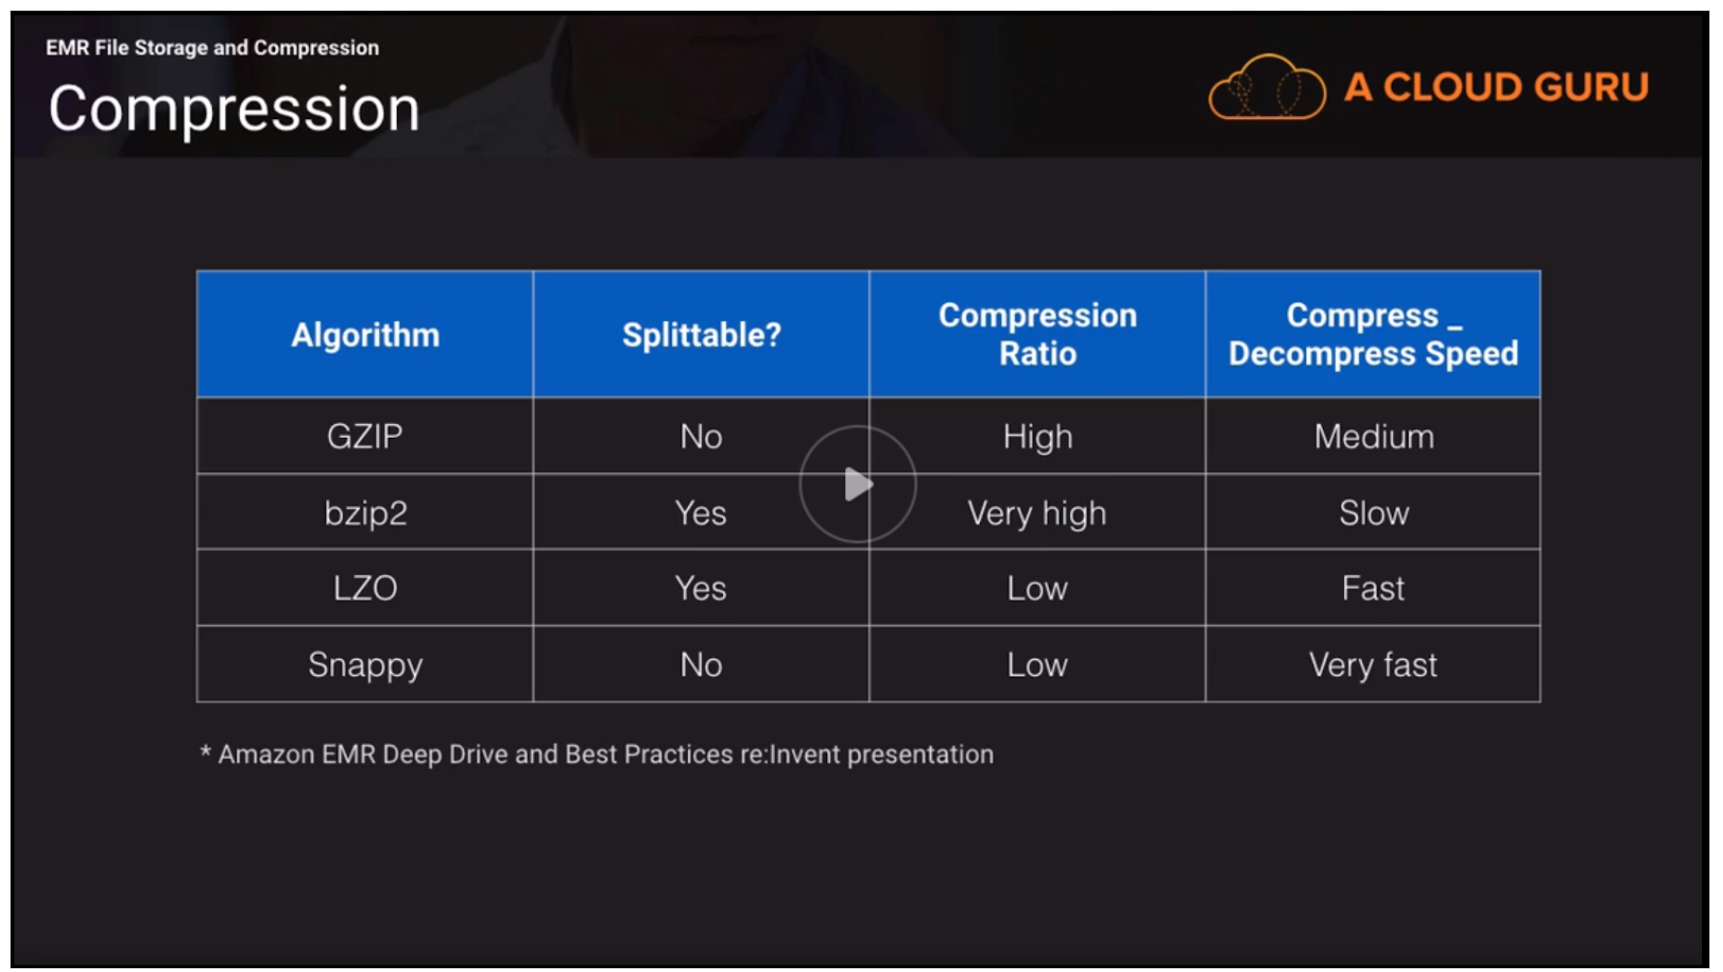 EMR File Storage and Compression
Compression
A CLOUD GURU
Algorithm Splittable? Compression Ratio Compress _ Decompress Speed
GZIP No High Medium
bzip2 Yes Very high Slow
LZO Yes Low Fast
Snappy No Low Very fast
* Amazon EMR Deep Drive and Best Practices re:Invent presentation